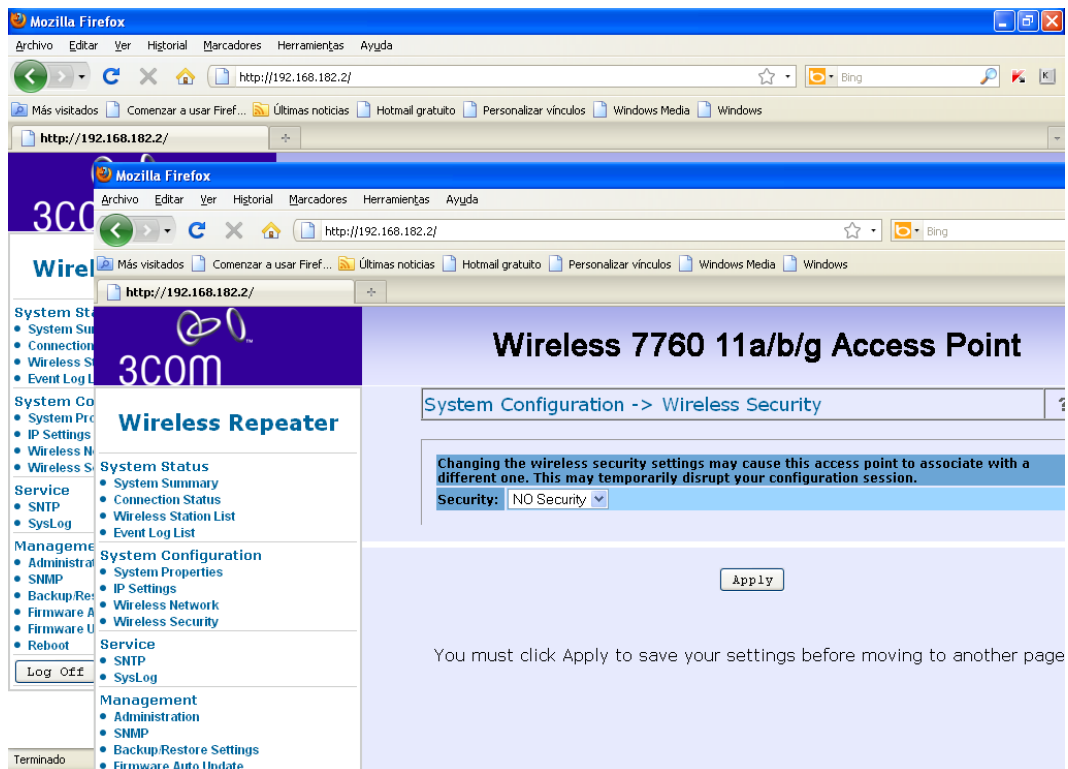 Mozilla Firefox
Archivo Editar Ver Historial Marcadores Herramientas Ayuda
http://192.168.182.2/
Bing
Más visitados Comenzar a usar Firef... Últimas noticias Hotmail gratuito Personalizar vínculos Windows Media Windows
http://192.168.182.2/
Wirel
System Sta
System Su
Connection
Wireless S
Event Log L
System Co
System Pro
IP Settings
Wireless N
Wireless S
Service
SNTP
SysLog
Manageme
Administrat
SNMP
Backup/Res
Firmware A
Firmware U
Reboot
Log Off
Terminado
Mozilla Firefox
Archivo Editar Ver Historial Marcadores Herramientas Ayuda
http://192.168.182.2/
Bing
Más visitados Comenzar a usar Firef... Últimas noticias Hotmail gratuito Personalizar vínculos Windows Media Windows
http://192.168.182.2/
3COM
Wireless 7760 11a/b/g Access Point
Wireless Repeater
System Status
System Summary
Connection Status
Wireless Station List
Event Log List
System Configuration
System Properties
IP Settings
Wireless Network
Wireless Security
Service
SNTP
SysLog
Management
Administration
SNMP
Backup/Restore Settings
Firmware Auto Update
System Configuration -> Wireless Security
?
Changing the wireless security settings may cause this access point to associate with a
different one. This may temporarily disrupt your configuration session.
Security: NO Security
Apply
You must click Apply to save your settings before moving to another page